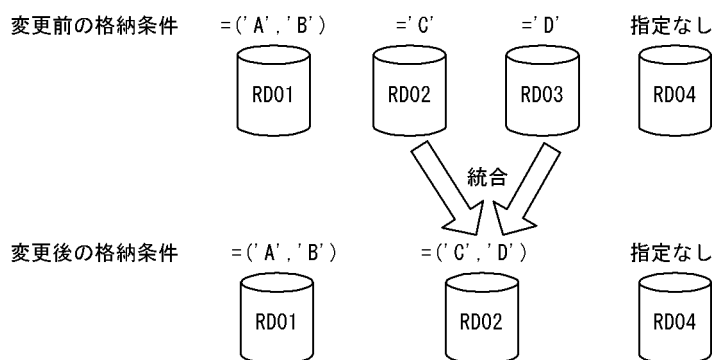 変更前の格納条件 =('A','B') ='C' ='D' 指定なし
RD01 RD02 RD03 RD04
統合
変更後の格納条件 =('A','B') =('C','D') 指定なし
RD01 RD02 RD04